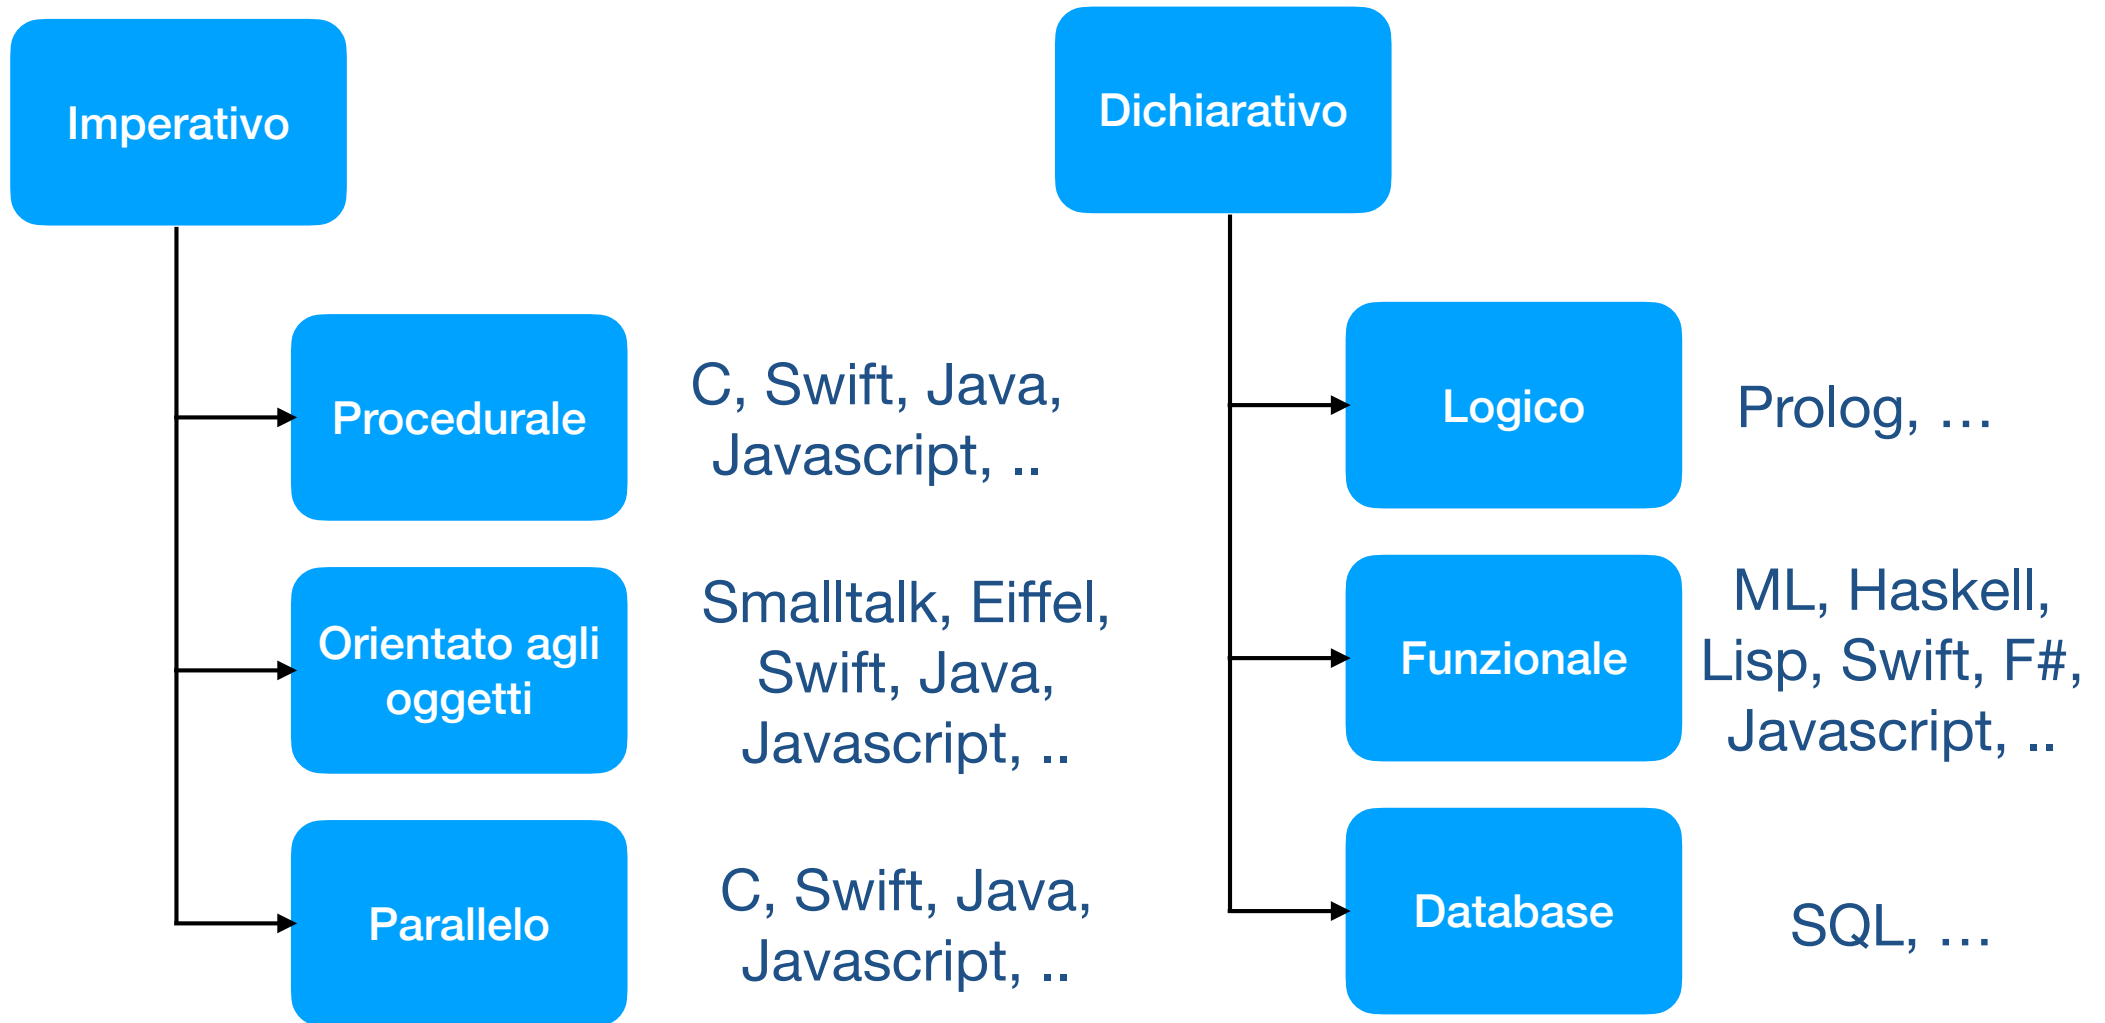 Imperativo
Procedurale
C, Swift, Java,
Javascript, ..
Orientato agli
oggetti
Smalltalk, Eiffel,
Swift, Java,
Javascript, ..
Parallelo
C, Swift, Java,
Javascript, ..
Dichiarativo
Logico
Prolog, …
Funzionale
ML, Haskell,
Lisp, Swift, F#,
Javascript, ..
Database
SQL, …